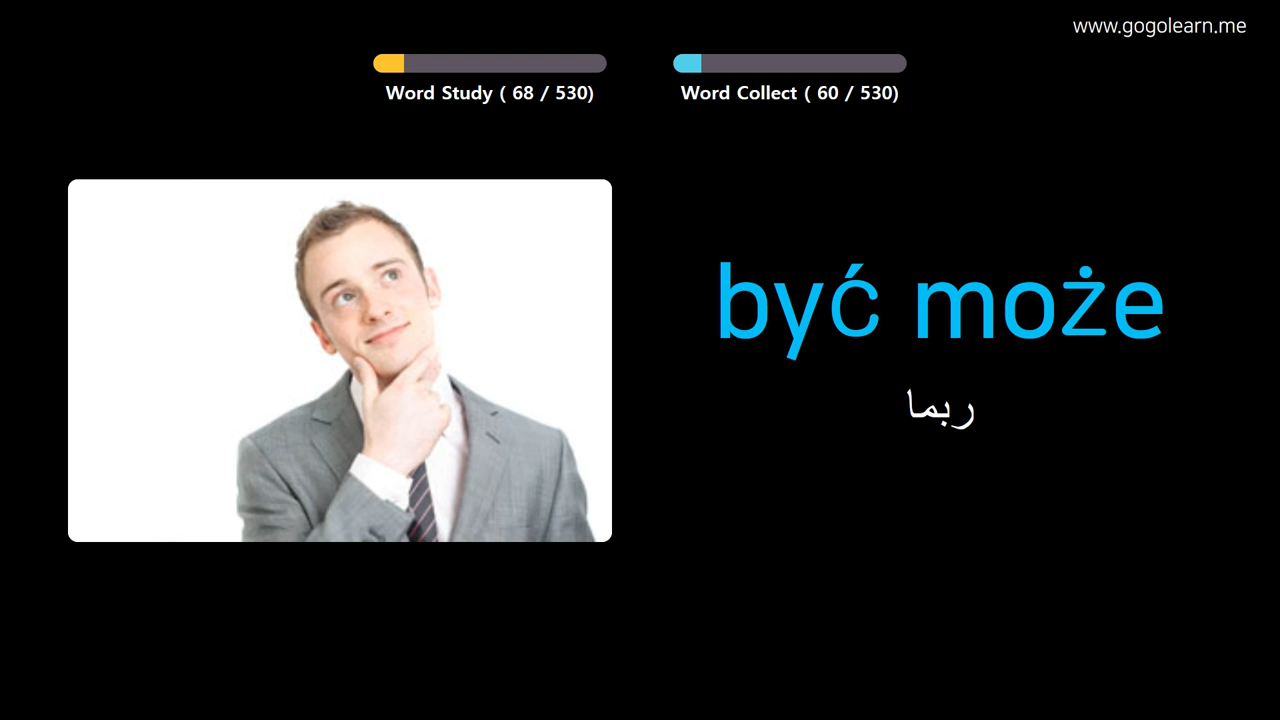 www.gogolearn.me
Word Study ( 68 / 530)
Word Collect ( 60 / 530)
być może
ربما